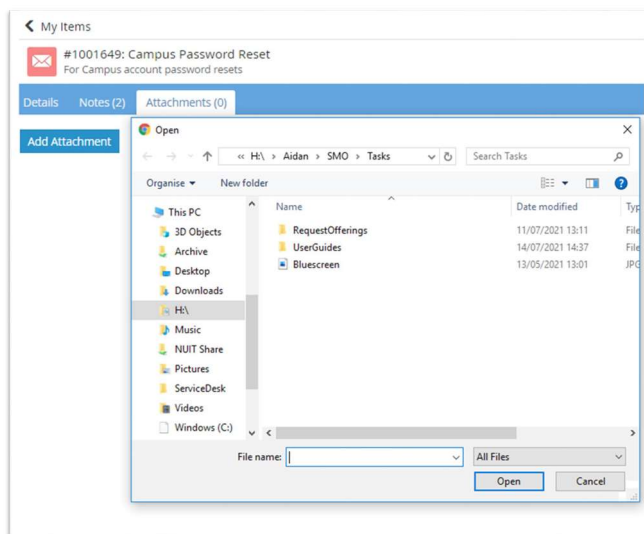 My Items
#1001649: Campus Password Reset
For Campus account password resets
Details Notes (2) Attachments (0)
Add Attachment
Open
« H:\ > Aidan > SMO > Tasks
Search Tasks
Organise
New folder
Name Date modified Typ
This PC
3D Objects
Archive
Desktop
Downloads
H:\
Music
NUIT Share
Pictures
ServiceDesk
Videos
Windows (C:)
RequestOfferings 11/07/2021 13:11 File
UserGuides 14/07/2021 14:37 File
Bluescreen 13/05/2021 13:01 JPG
File name:
All Files
Open Cancel